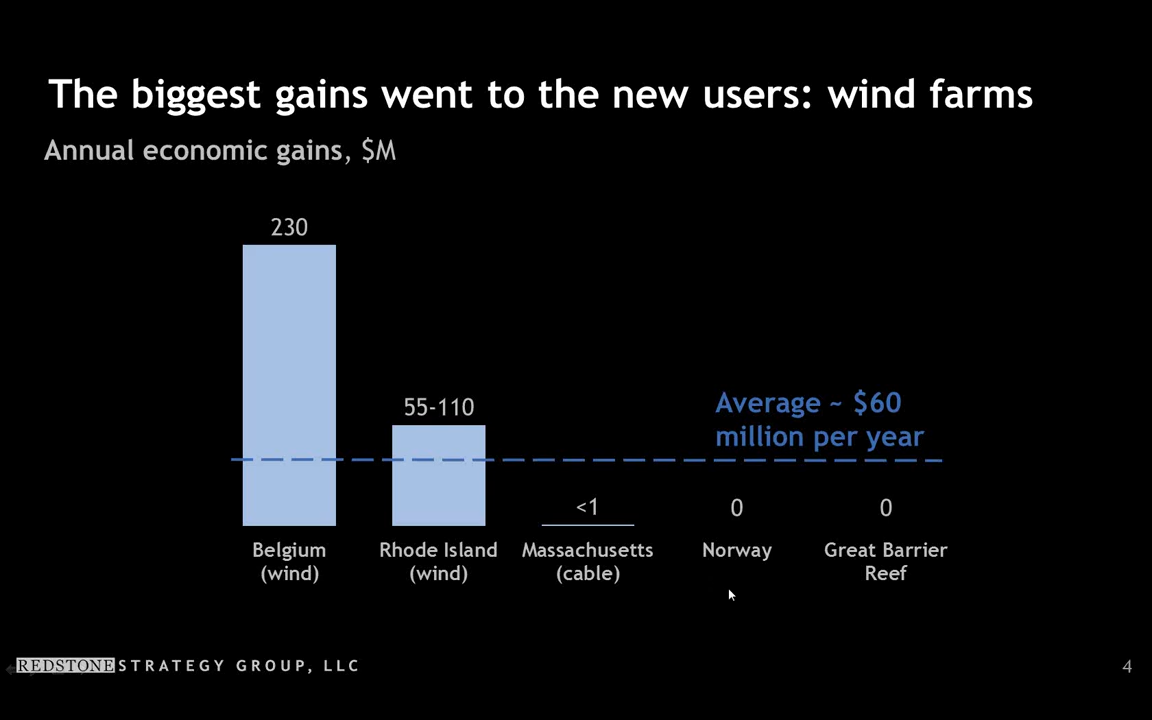 The biggest gains went to the new users: wind farms
Annual economic gains, $M
230
55-110
Average ~ $60
million per year
<1
0
0
Belgium
(wind)
Rhode Island
(wind)
Massachusetts
(cable)
Norway
Great Barrier
Reef
REDSTONE STRATEGY GROUP, LLC
4